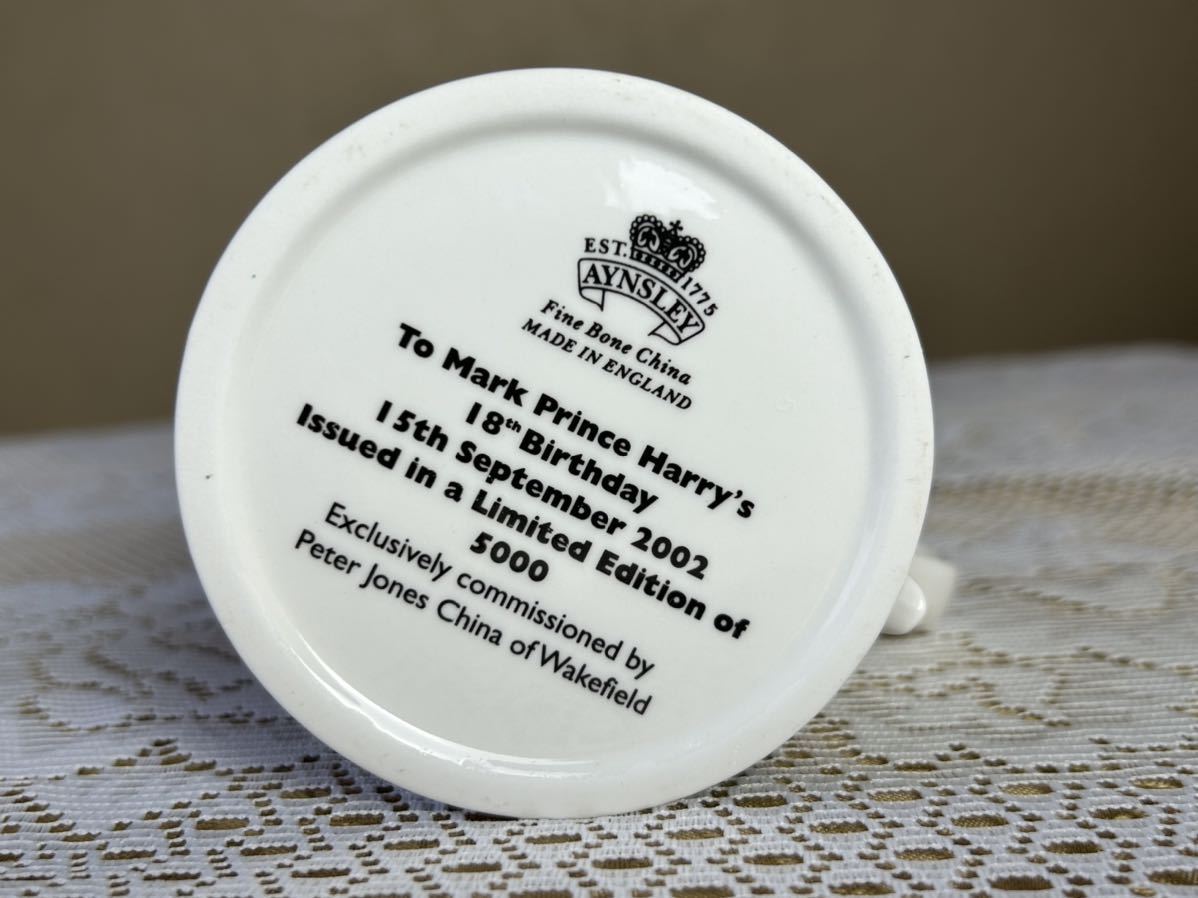 EST. 1775
AYNSLEY
Fine Bone China
MADE IN ENGLAND
To Mark Prince Harry's
18th Birthday
15th September 2002
Issued in a Limited Edition of
5000
Exclusively commissioned by
Peter Jones China of Wakefield